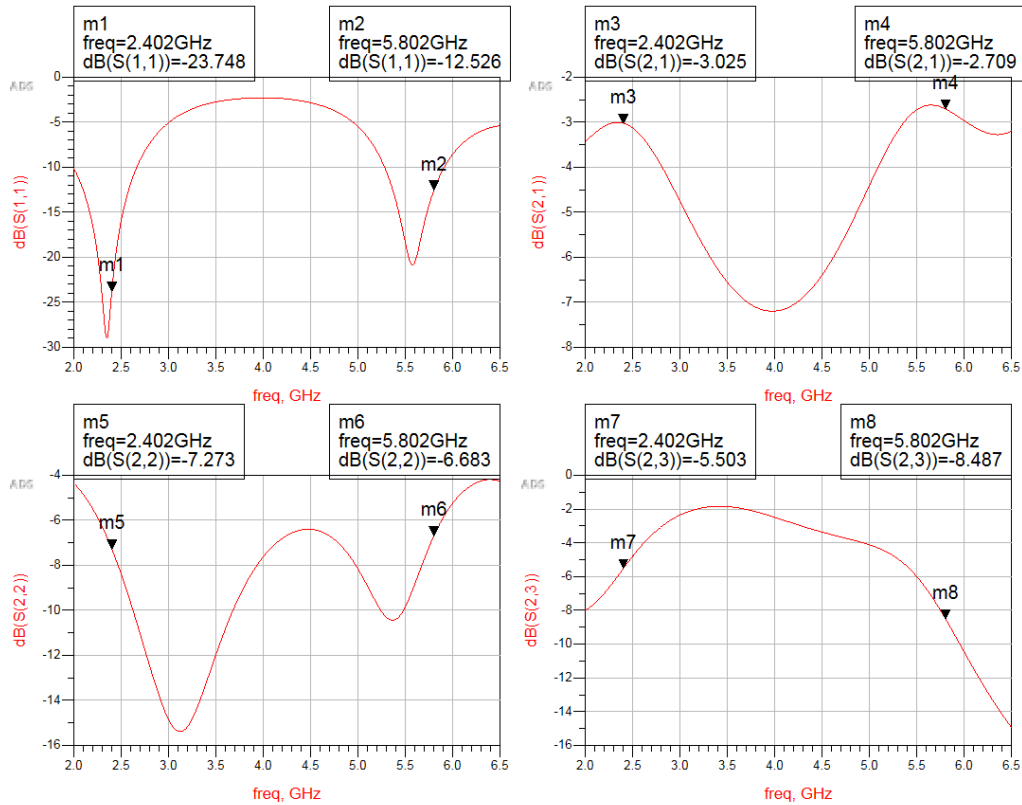 m1
freq=2.402GHz
dB(S(1,1))=-23.748
m2
freq=5.802GHz
dB(S(1,1))=-12.526
ADS
0
-5
-10
-15
-20
-25
-30
dB(S(1,1))
m1
m2
2.0 2.5 3.0 3.5 4.0 4.5 5.0 5.5 6.0 6.5
freq, GHz
m3
freq=2.402GHz
dB(S(2,1))=-3.025
m4
freq=5.802GHz
dB(S(2,1))=-2.709
ADS
-2
-3
-4
-5
-6
-7
-8
dB(S(2,1))
m3
m4
2.0 2.5 3.0 3.5 4.0 4.5 5.0 5.5 6.0 6.5
freq, GHz
m5
freq=2.402GHz
dB(S(2,2))=-7.273
m6
freq=5.802GHz
dB(S(2,2))=-6.683
ADS
-4
-6
-8
-10
-12
-14
-16
dB(S(2,2))
m5
m6
2.0 2.5 3.0 3.5 4.0 4.5 5.0 5.5 6.0 6.5
freq, GHz
m7
freq=2.402GHz
dB(S(2,3))=-5.503
m8
freq=5.802GHz
dB(S(2,3))=-8.487
ADS
0
-2
-4
-6
-8
-10
-12
-14
-16
dB(S(2,3))
m7
m8
2.0 2.5 3.0 3.5 4.0 4.5 5.0 5.5 6.0 6.5
freq, GHz